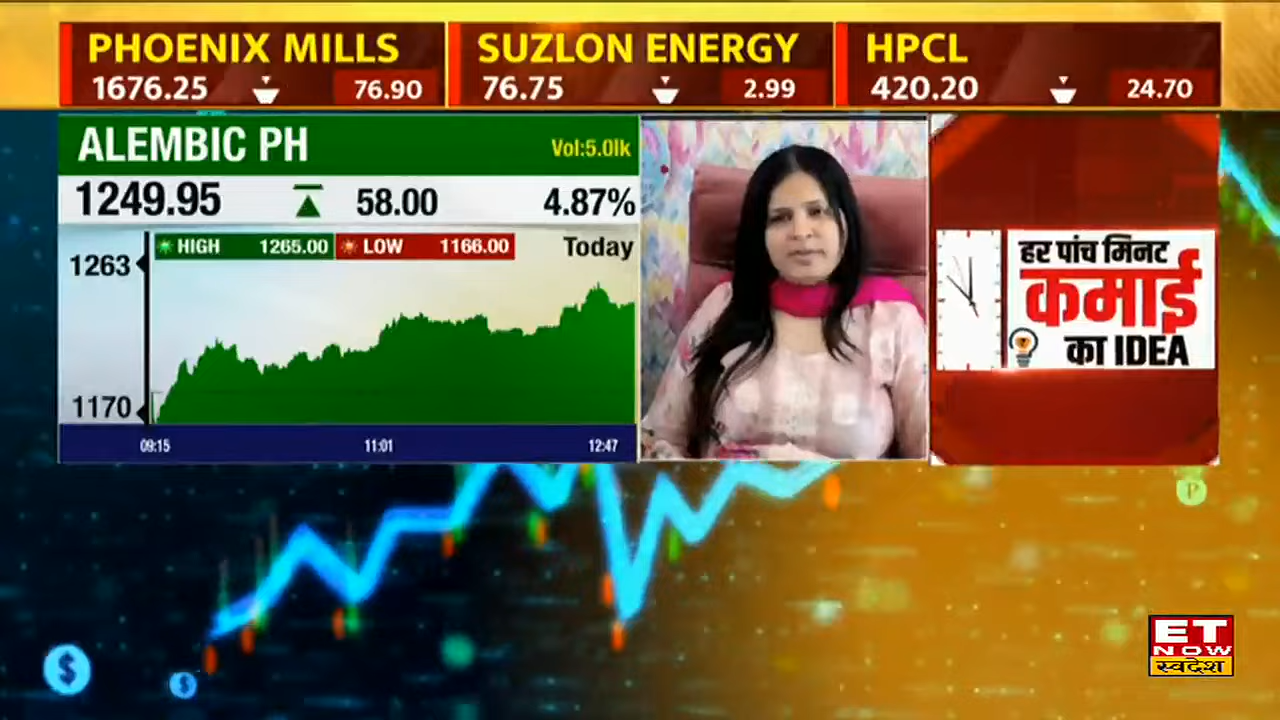 PHOENIX MILLS
1676.25 76.90
SUZLON ENERGY
76.75 2.99
HPCL
420.20 24.70
ALEMBIC PH Vol:5.0lk
1249.95 58.00 4.87%
HIGH 1265.00 LOW 1166.00 Today
1263
1170
09:15 11:01 12:47
हर पांच मिनट
कमाई
का IDEA
$
$
P
ET
NOW
स्वदेश